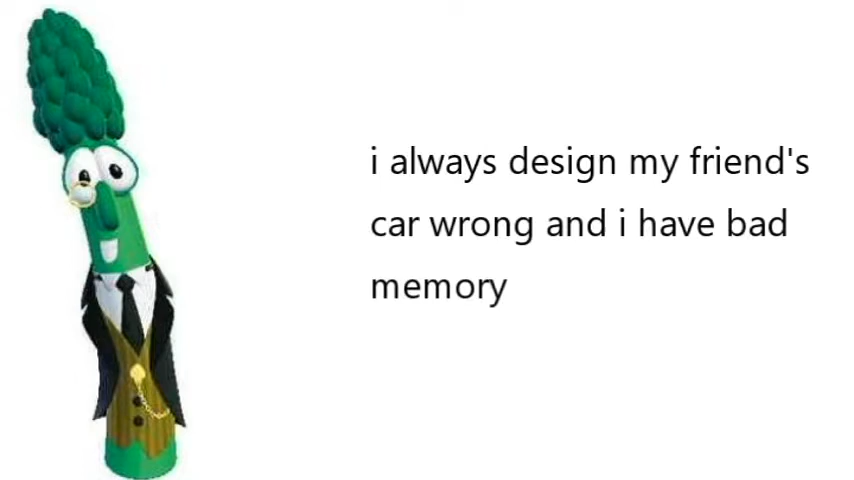 i always design my friend's
car wrong and i have bad
memory